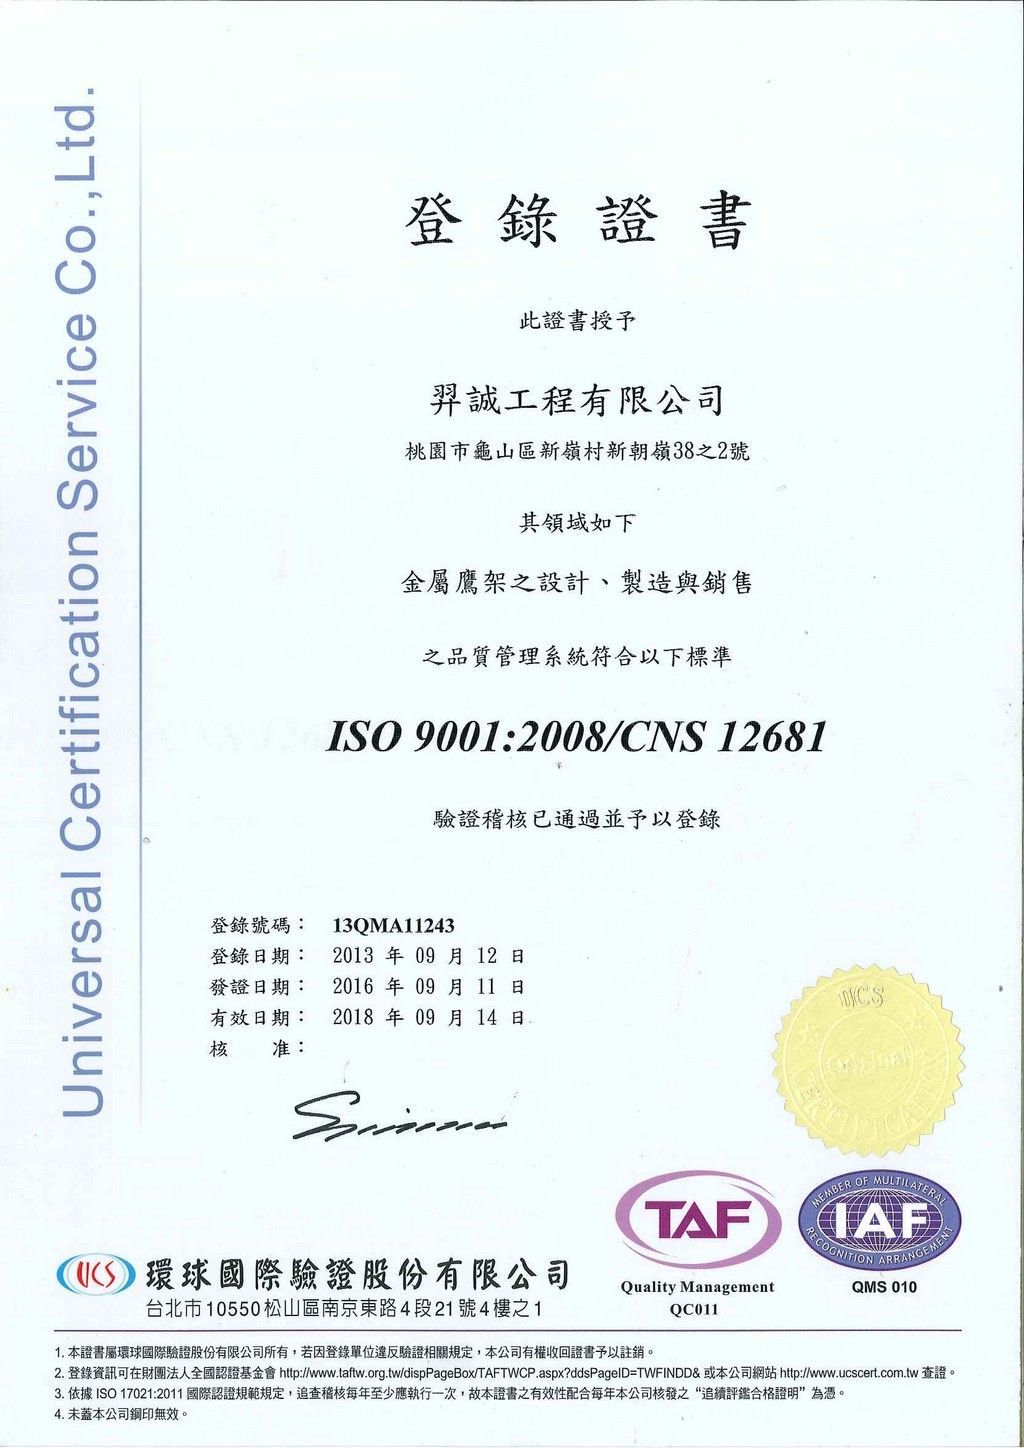 Universal Certification Service Co.,Ltd.
登錄證書
此證書授予
羿誠工程有限公司
桃園市龜山區新嶺村新朝嶺38之2號
其領域如下
金屬鷹架之設計、製造與銷售
之品質管理系統符合以下標準
ISO 9001:2008/CNS 12681
驗證稽核已通過並予以登錄
登錄號碼： 13QMA11243
登錄日期： 2013 年 09 月 12 日
發證日期： 2016 年 09 月 11 日
有效日期： 2018 年 09 月 14 日
核 准：
UCS
Original
CERTIFICATE
TAF
Quality Management
QC011
MEMBER OF MULTILATERAL
IAF
RECOGNITION ARRANGEMENT
QMS 010
UCS 環球國際驗證股份有限公司
台北市10550松山區南京東路4段21號4樓之1
1. 本證書屬環球國際驗證股份有限公司所有，若因登錄單位違反驗證相關規定，本公司有權收回證書予以註銷。
2. 登錄資訊可在財團法人全國認證基金會 http://www.taftw.org.tw/dispPageBox/TAFTWCP.aspx?ddsPageID=TWFINDD& 或本公司網站 http://www.ucscert.com.tw 查證。
3. 依據 ISO 17021:2011 國際認證規範規定，追查稽核每年至少應執行一次，故本證書之有效性配合每年本公司核發之“追續評鑑合格證明”為憑。
4. 未蓋本公司鋼印無效。